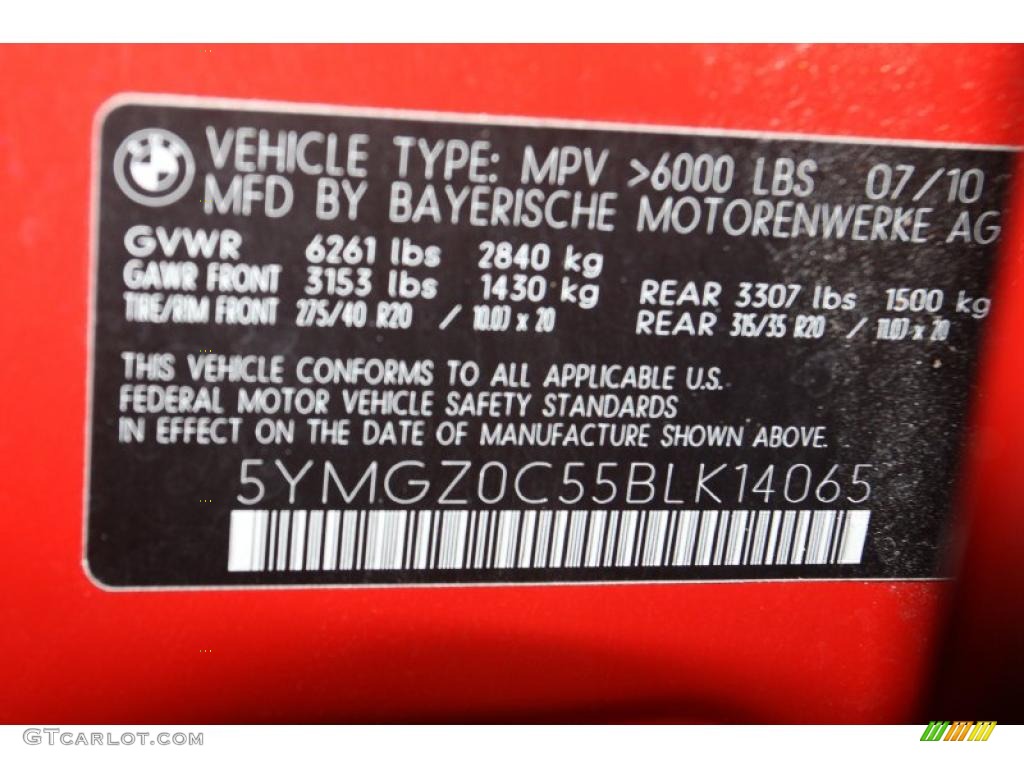 VEHICLE TYPE: MPV >6000 LBS 07/10
MFD BY BAYERISCHE MOTORENWERKE AG
GVWR 6261 lbs 2840 kg
GAWR FRONT 3153 lbs 1430 kg REAR 3307 lbs 1500 kg
TIRE/RIM FRONT 275/40 R20 / 10.0J x 20 REAR 315/35 R20 / 11.0J x 20
THIS VEHICLE CONFORMS TO ALL APPLICABLE U.S.
FEDERAL MOTOR VEHICLE SAFETY STANDARDS
IN EFFECT ON THE DATE OF MANUFACTURE SHOWN ABOVE.
5YMGZ0C55BLK14065
GTCarLot.com